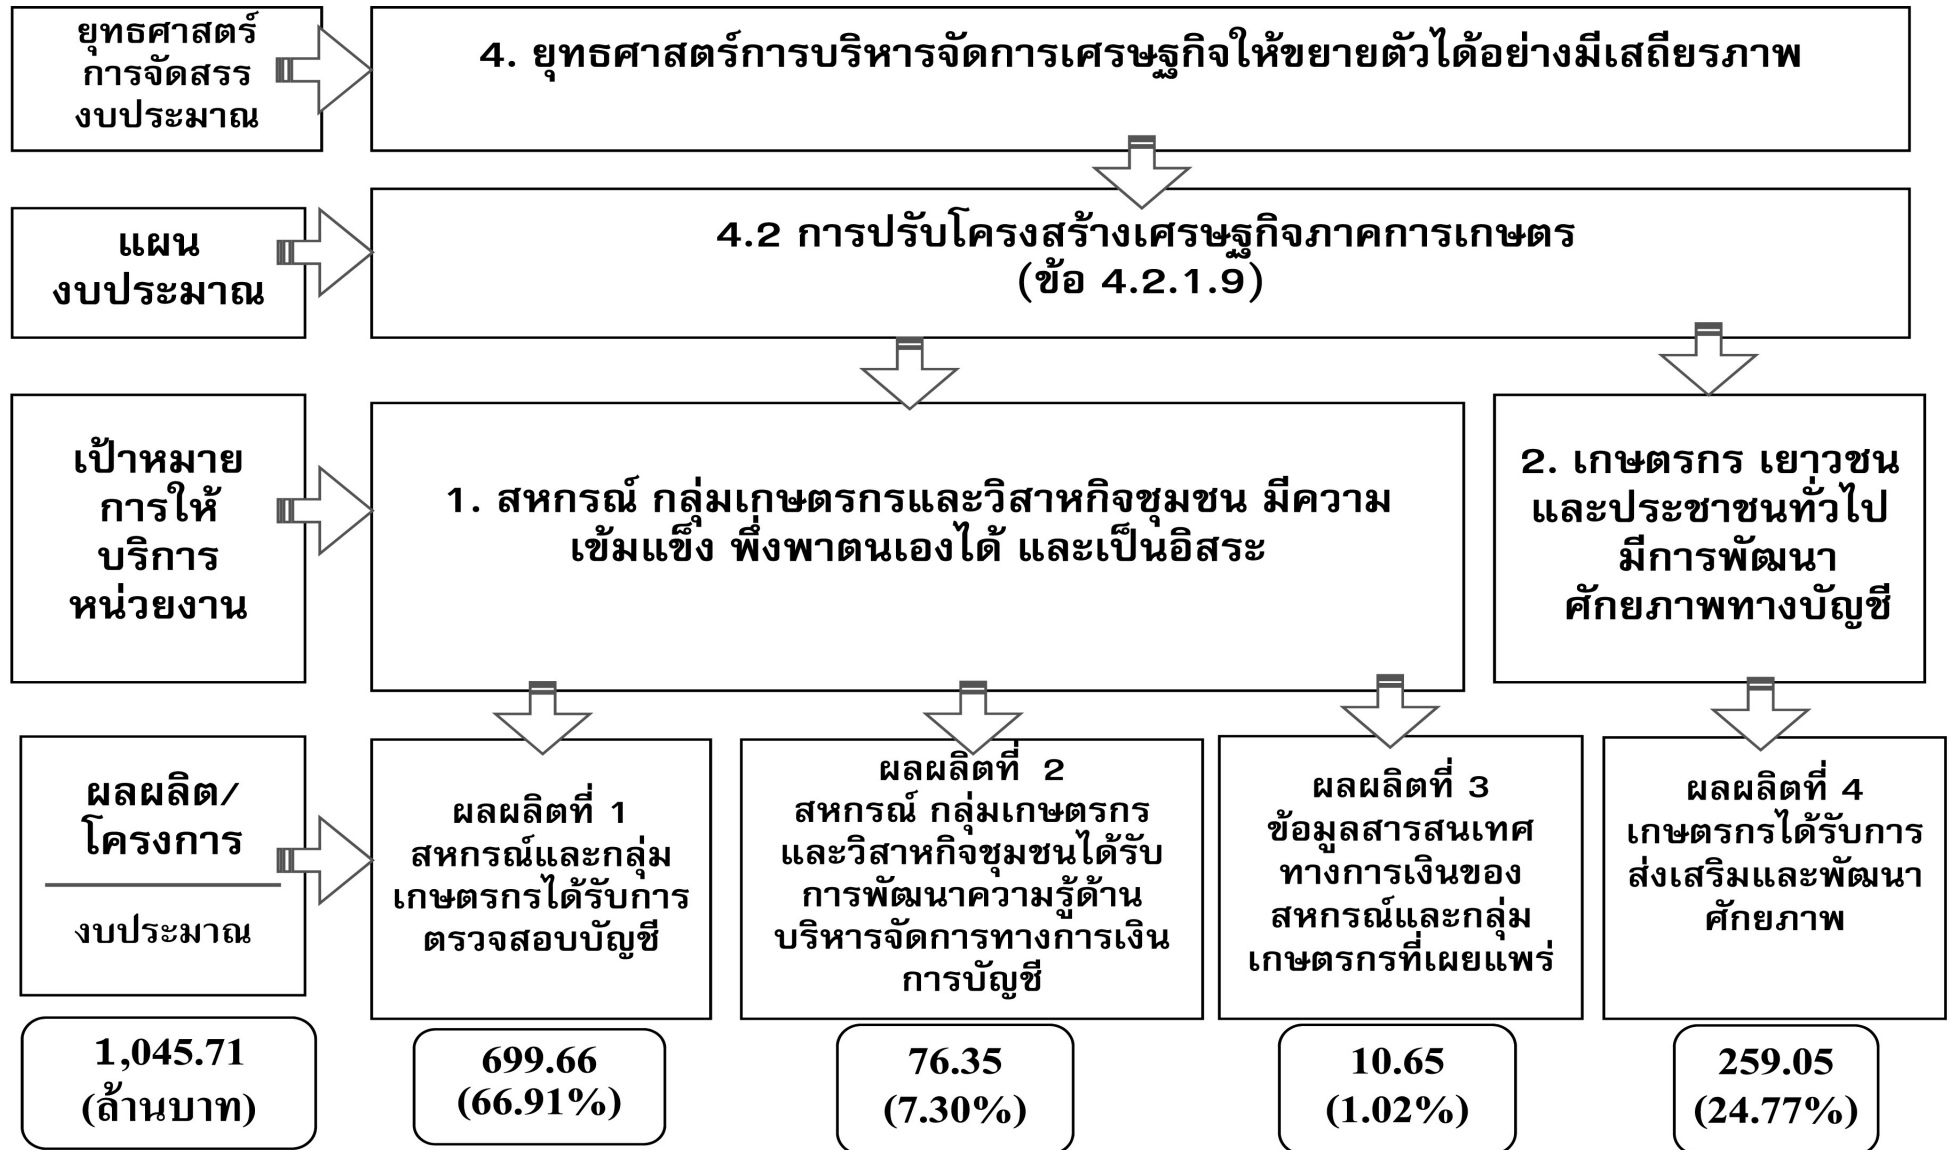 ยุทธศาสตร์
การจัดสรร
งบประมาณ
4. ยุทธศาสตร์การบริหารจัดการเศรษฐกิจให้ขยายตัวได้อย่างมีเสถียรภาพ
แผน
งบประมาณ
4.2 การปรับโครงสร้างเศรษฐกิจภาคการเกษตร
(ข้อ 4.2.1.9)
เป้าหมาย
การให้
บริการ
หน่วยงาน
1. สหกรณ์ กลุ่มเกษตรกรและวิสาหกิจชุมชน มีความ
เข้มแข็ง พึ่งพาตนเองได้ และเป็นอิสระ
2. เกษตรกร เยาวชน
และประชาชนทั่วไป
มีการพัฒนา
ศักยภาพทางบัญชี
ผลผลิต/
โครงการ
งบประมาณ
ผลผลิตที่ 1
สหกรณ์และกลุ่ม
เกษตรกรได้รับการ
ตรวจสอบบัญชี
ผลผลิตที่ 2
สหกรณ์ กลุ่มเกษตรกร
และวิสาหกิจชุมชนได้รับ
การพัฒนาความรู้ด้าน
บริหารจัดการทางการเงิน
การบัญชี
ผลผลิตที่ 3
ข้อมูลสารสนเทศ
ทางการเงินของ
สหกรณ์และกลุ่ม
เกษตรกรที่เผยแพร่
ผลผลิตที่ 4
เกษตรกรได้รับการ
ส่งเสริมและพัฒนา
ศักยภาพ
1,045.71
(ล้านบาท)
699.66
(66.91%)
76.35
(7.30%)
10.65
(1.02%)
259.05
(24.77%)